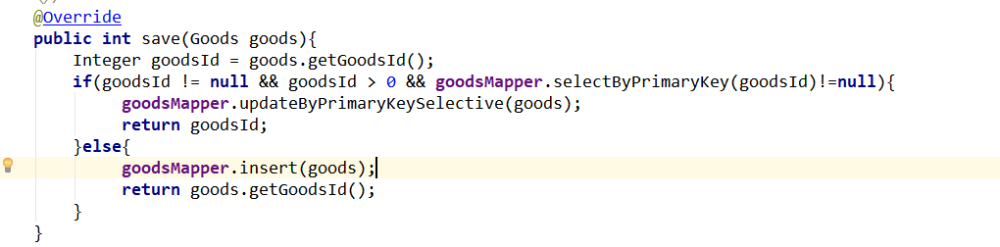 @Override
public int save(Goods goods){
Integer goodsId = goods.getGoodsId();
if(goodsId != null && goodsId > 0 && goodsMapper.selectByPrimaryKey(goodsId)!=null){
goodsMapper.updateByPrimaryKeySelective(goods);
return goodsId;
}else{
goodsMapper.insert(goods);
return goods.getGoodsId();
}
}